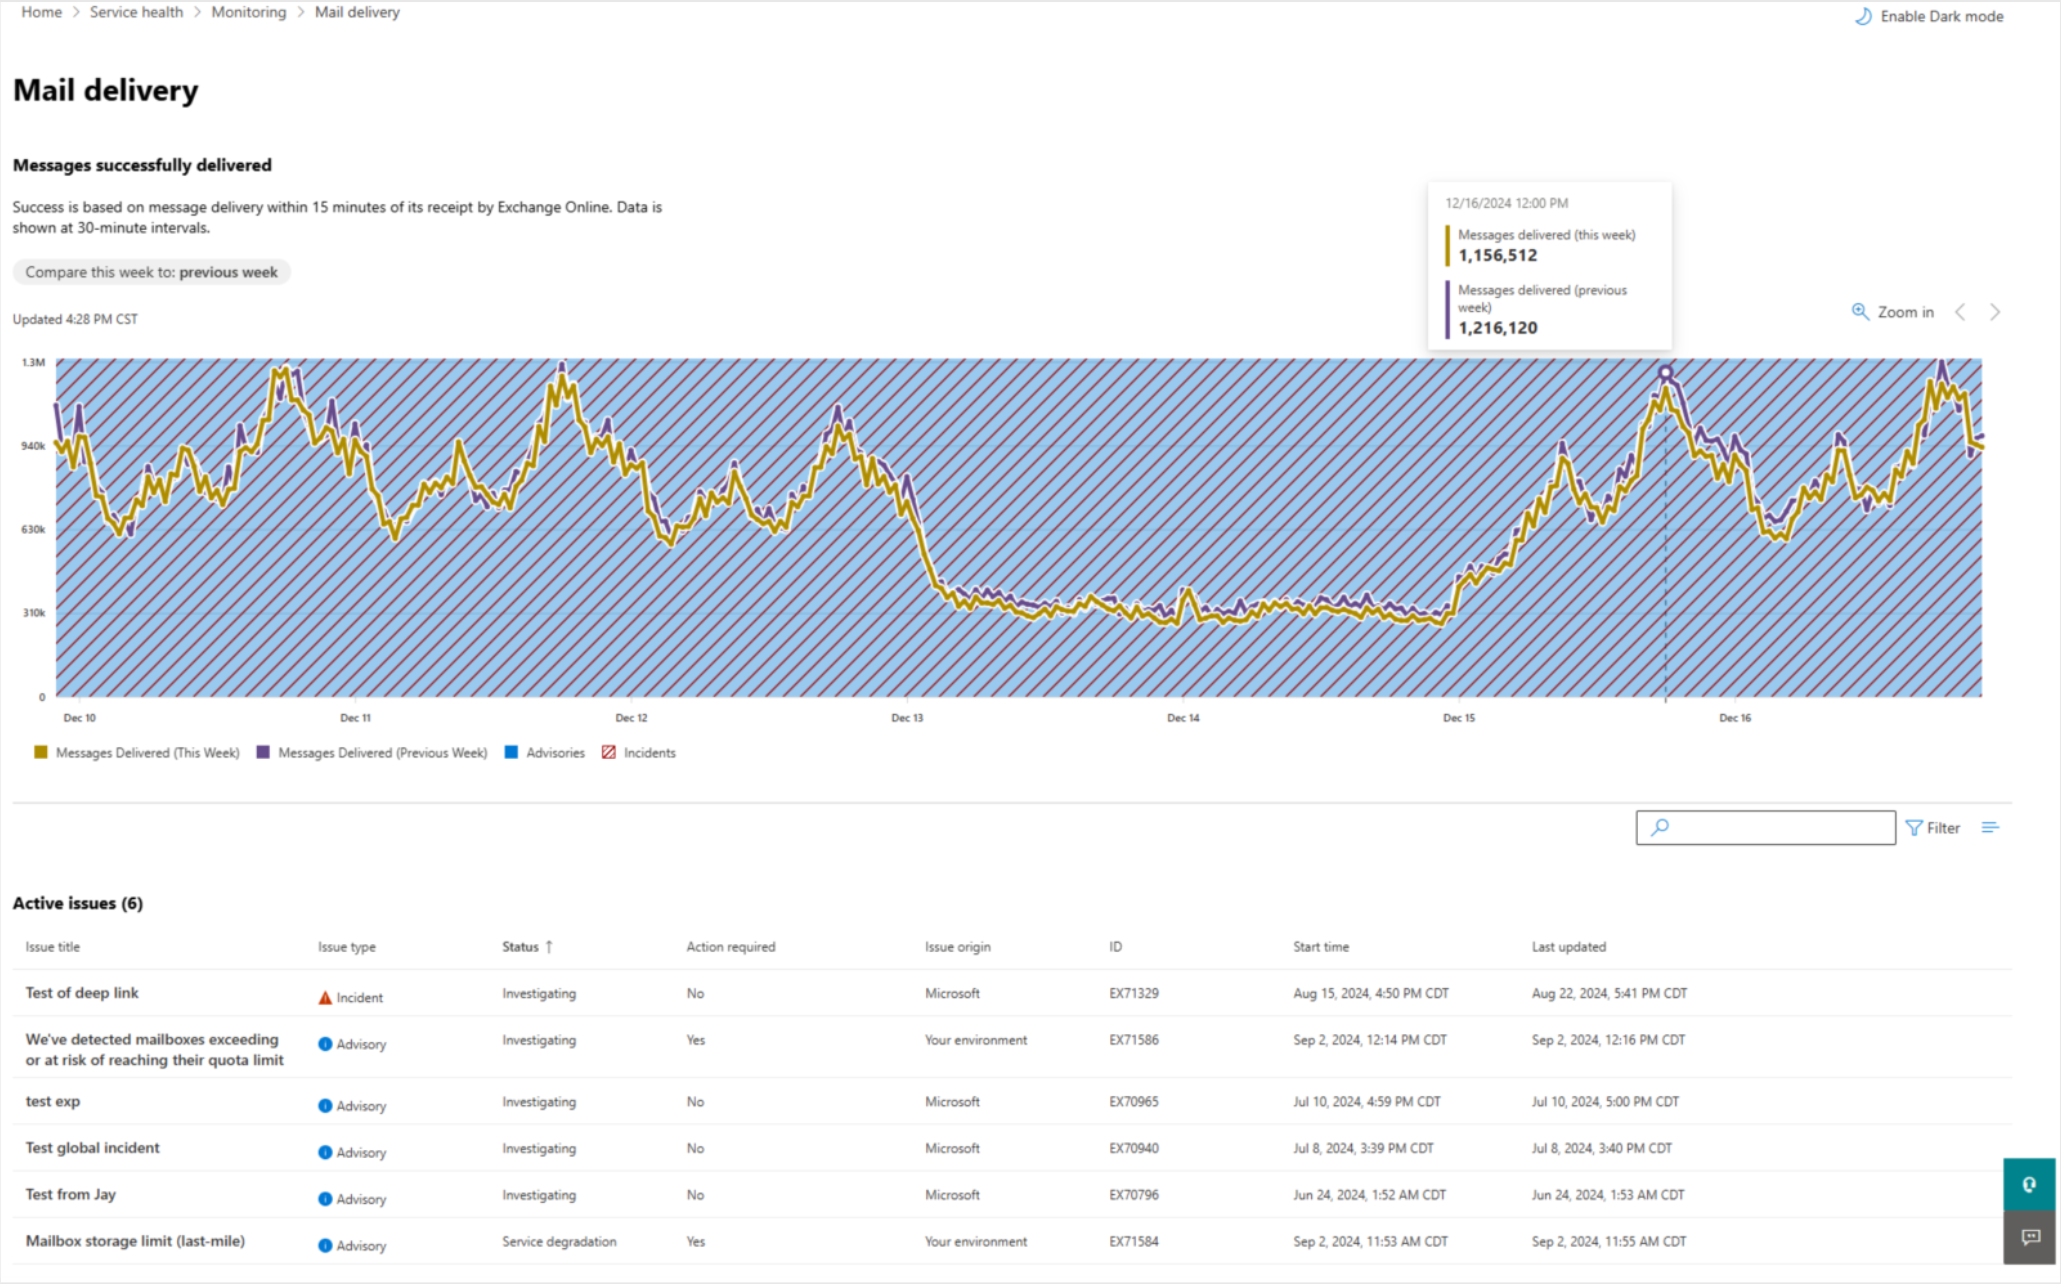 Home > Service health > Monitoring > Mail delivery
Enable Dark mode
Mail delivery
Messages successfully delivered
Success is based on message delivery within 15 minutes of its receipt by Exchange Online. Data is
shown at 30-minute intervals.
Compare this week to: previous week
Updated 4:28 PM CST
12/16/2024 12:00 PM
Messages delivered (this week)
1,156,512
Messages delivered (previous
week)
1,216,120
Zoom in
1.3M
940k
630k
310k
0
Dec 10 Dec 11 Dec 12 Dec 13 Dec 14 Dec 15 Dec 16
Messages Delivered (This Week) Messages Delivered (Previous Week) Advisories Incidents
Filter
Active issues (6)
Issue title Issue type Status ↑ Action required Issue origin ID Start time Last updated
Test of deep link Incident Investigating No Microsoft EX71329 Aug 15, 2024, 4:50 PM CDT Aug 22, 2024, 5:41 PM CDT
We've detected mailboxes exceeding
or at risk of reaching their quota limit Advisory Investigating Yes Your environment EX71586 Sep 2, 2024, 12:14 PM CDT Sep 2, 2024, 12:16 PM CDT
test exp Advisory Investigating No Microsoft EX70965 Jul 10, 2024, 4:59 PM CDT Jul 10, 2024, 5:00 PM CDT
Test global incident Advisory Investigating No Microsoft EX70940 Jul 8, 2024, 3:39 PM CDT Jul 8, 2024, 3:40 PM CDT
Test from Jay Advisory Investigating No Microsoft EX70796 Jun 24, 2024, 1:52 AM CDT Jun 24, 2024, 1:53 AM CDT
Mailbox storage limit (last-mile) Advisory Service degradation Yes Your environment EX71584 Sep 2, 2024, 11:53 AM CDT Sep 2, 2024, 11:55 AM CDT